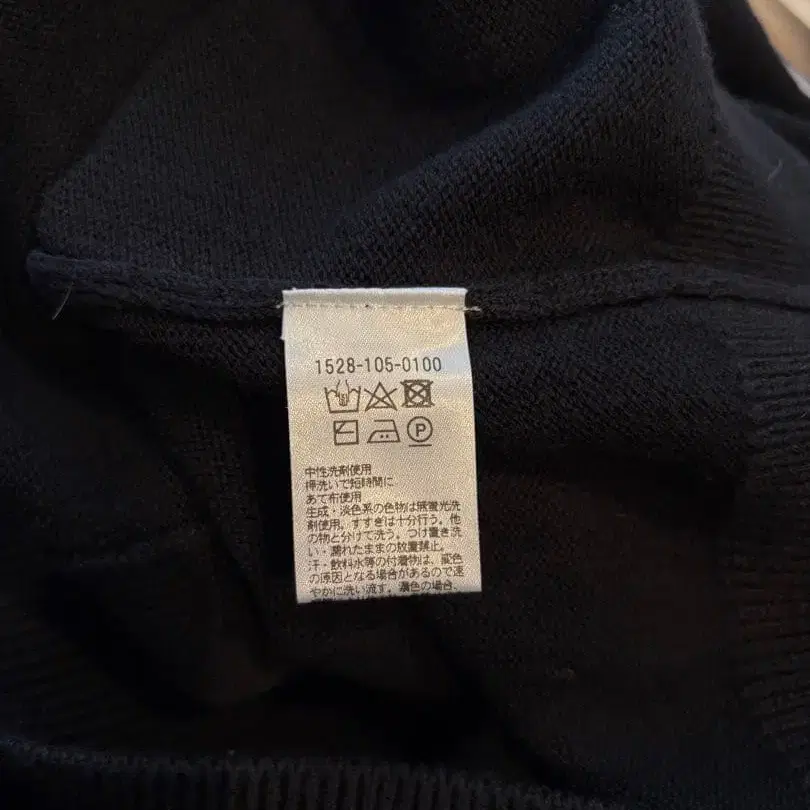 1528-105-0100
P
中性洗剤使用
押洗いで短時間に
あて布使用
生成・淡色系の色物は無蛍光洗
剤使用。すすぎは十分行う。他
の物と分けて洗う。つけ置き洗
い・濡れたままの放置禁止。
汗・飲料水等の付着物は、変色
の原因となる場合があるので速
やかに洗い流す。濃色の場合、